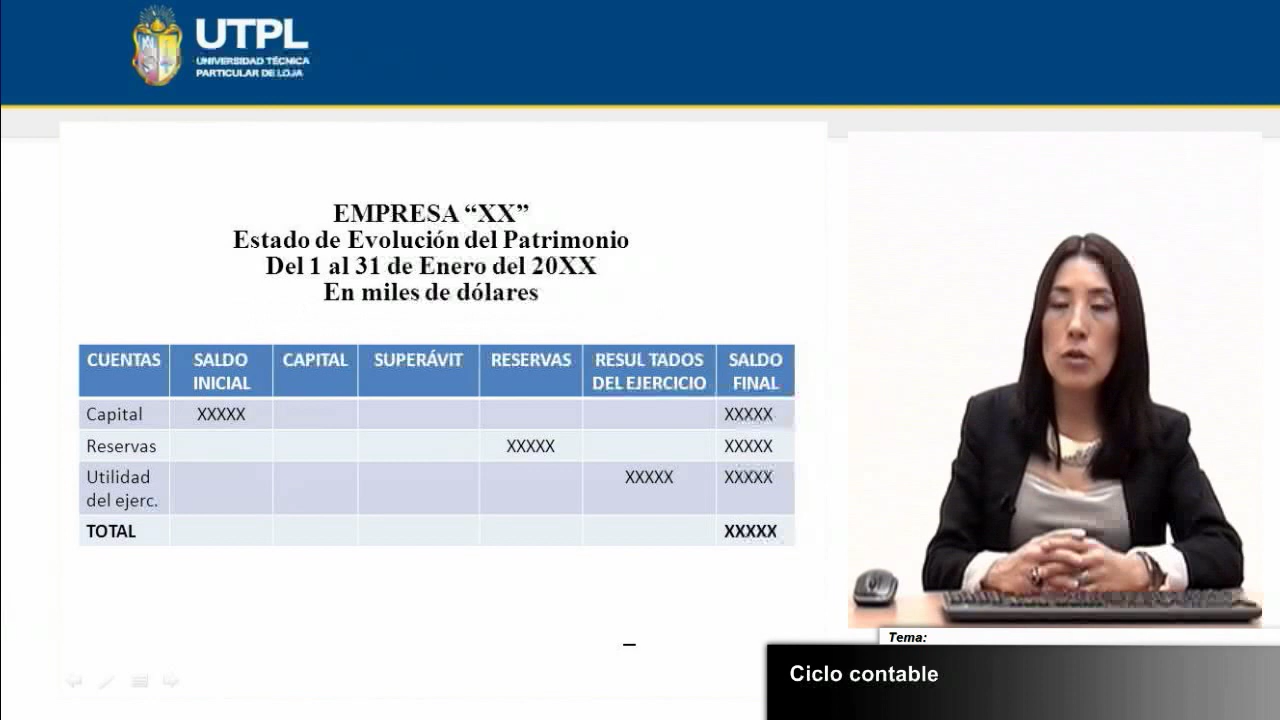 UTPL
UNIVERSIDAD TÉCNICA
PARTICULAR DE LOJA
EMPRESA “XX”
Estado de Evolución del Patrimonio
Del 1 al 31 de Enero del 20XX
En miles de dólares
CUENTAS SALDO INICIAL CAPITAL SUPERÁVIT RESERVAS RESUL TADOS DEL EJERCICIO SALDO FINAL
Capital XXXXX XXXXX
Reservas XXXXX XXXXX
Utilidad del ejerc. XXXXX XXXXX
TOTAL XXXXX
Tema:
Ciclo contable